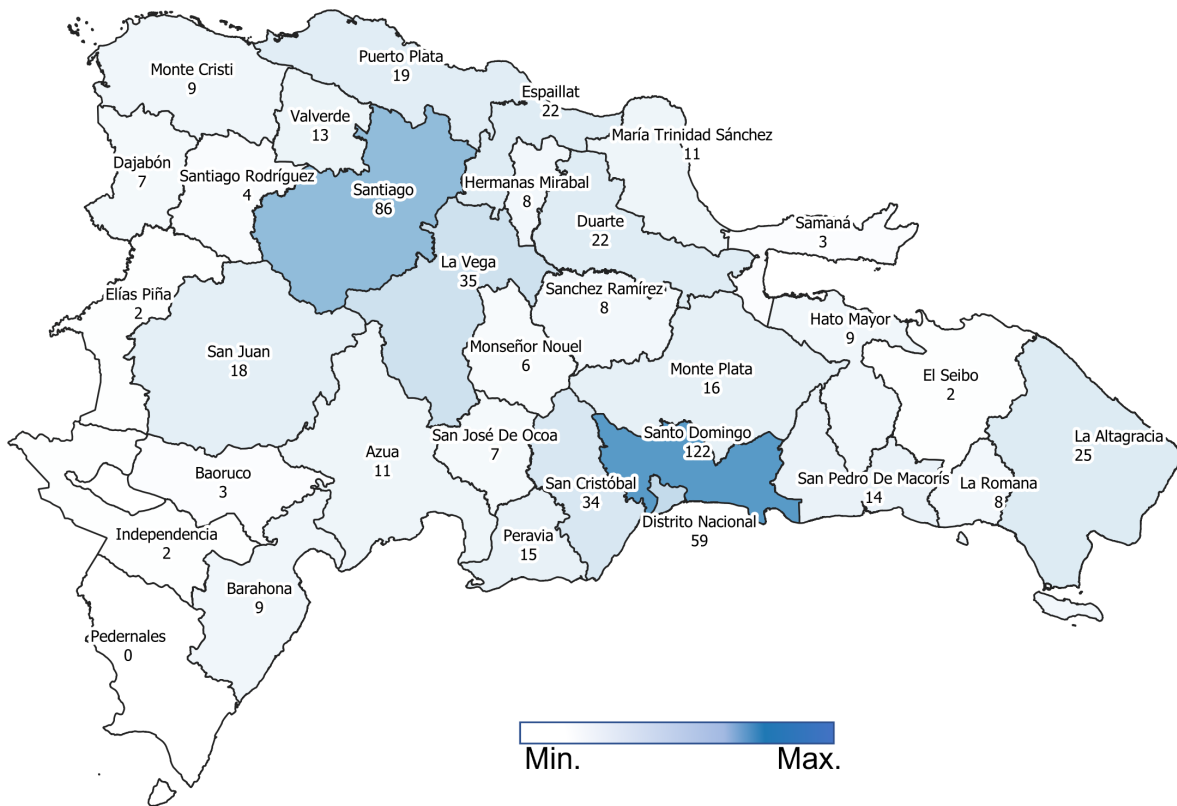 Puerto Plata
19
Monte Cristi
9
Espaillat
22
Valverde
13
María Trinidad Sánchez
11
Dajabón
7
Santiago Rodríguez
4
Santiago
86
Hermanas Mirabal
8
Duarte
22
Samaná
3
La Vega
35
Elías Piña
2
Sanchez Ramírez
8
Hato Mayor
9
San Juan
18
Monseñor Nouel
6
Monte Plata
16
El Seibo
2
Santo Domingo
122
La Altagracia
25
San José De Ocoa
7
Azua
11
Baoruco
3
San Cristóbal
34
San Pedro De Macorís
14
La Romana
8
Distrito Nacional
59
Independencia
2
Peravia
15
Barahona
9
Pedernales
0
Min.
Max.